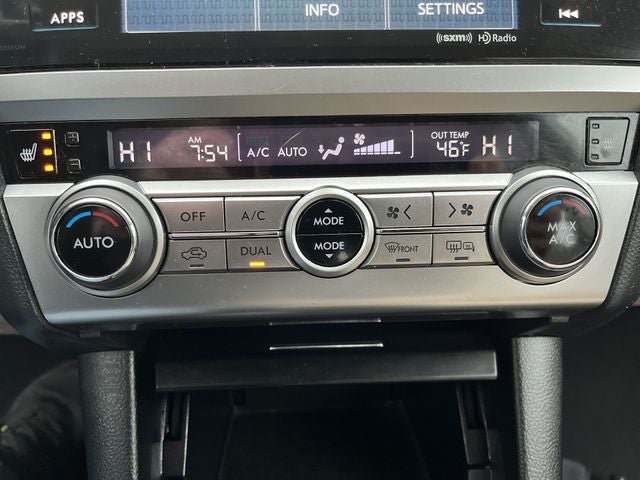 APPS
INFO
SETTINGS
((sxm)) HD Radio
HI
AM 7:54
A/C AUTO
OUT TEMP 46°F
HI
AUTO
OFF
A/C
DUAL
MODE
MODE
FRONT
MAX A/C